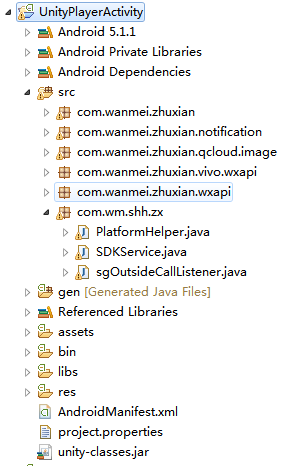 UnityPlayerActivity
Android 5.1.1
Android Private Libraries
Android Dependencies
src
com.wanmei.zhuxian
com.wanmei.zhuxian.notification
com.wanmei.zhuxian.qcloud.image
com.wanmei.zhuxian.vivo.wxapi
com.wanmei.zhuxian.wxapi
com.wm.shh.zx
PlatformHelper.java
SDKService.java
sgOutsideCallListener.java
gen [Generated Java Files]
Referenced Libraries
assets
bin
libs
res
AndroidManifest.xml
project.properties
unity-classes.jar